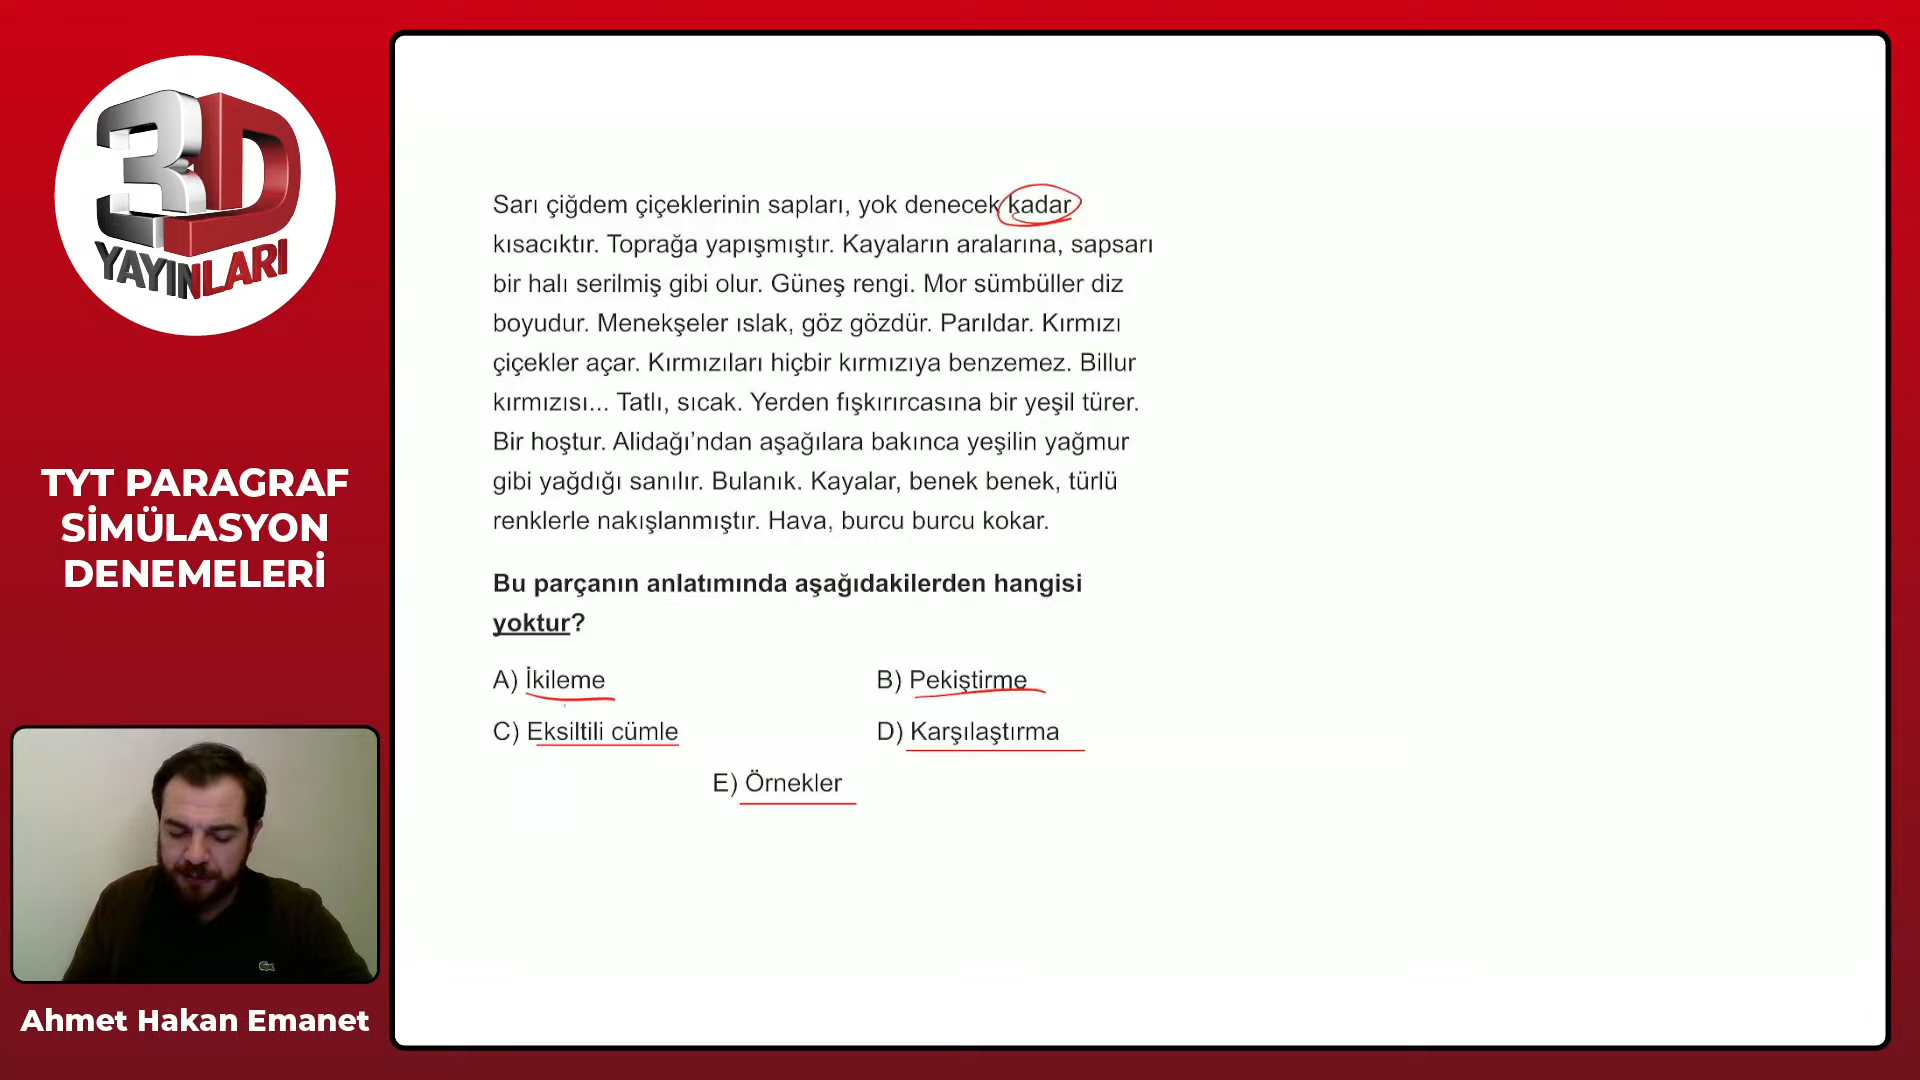 3D
YAYINLARI
TYT PARAGRAF
SİMÜLASYON
DENEMELERİ
Ahmet Hakan Emanet
Sarı çiğdem çiçeklerinin sapları, yok denecek kadar
kısacıktır. Toprağa yapışmıştır. Kayaların aralarına, sapsarı
bir halı serilmiş gibi olur. Güneş rengi. Mor sümbüller diz
boyudur. Menekşeler ıslak, göz gözdür. Parıldar. Kırmızı
çiçekler açar. Kırmızıları hiçbir kırmızıya benzemez. Billur
kırmızısı... Tatlı, sıcak. Yerden fışkırırcasına bir yeşil türer.
Bir hoştur. Alidağı’ndan aşağılara bakınca yeşilin yağmur
gibi yağdığı sanılır. Bulanık. Kayalar, benek benek, türlü
renklerle nakışlanmıştır. Hava, burcu burcu kokar.
Bu parçanın anlatımında aşağıdakilerden hangisi
yoktur?
A) İkileme
B) Pekiştirme
C) Eksiltili cümle
D) Karşılaştırma
E) Örnekler